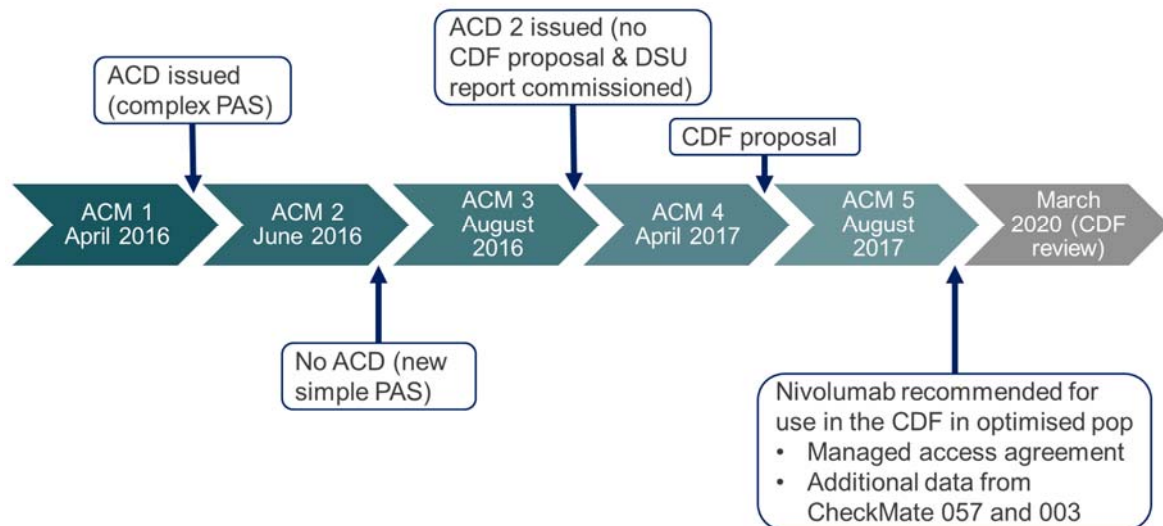 ACD issued
(complex PAS)
ACD 2 issued (no
CDF proposal & DSU
report commissioned)
CDF proposal
ACM 1
April 2016
ACM 2
June 2016
ACM 3
August
2016
ACM 4
April 2017
ACM 5
August
2017
March
2020 (CDF
review)
No ACD (new
simple PAS)
Nivolumab recommended for
use in the CDF in optimised pop
• Managed access agreement
• Additional data from
CheckMate 057 and 003